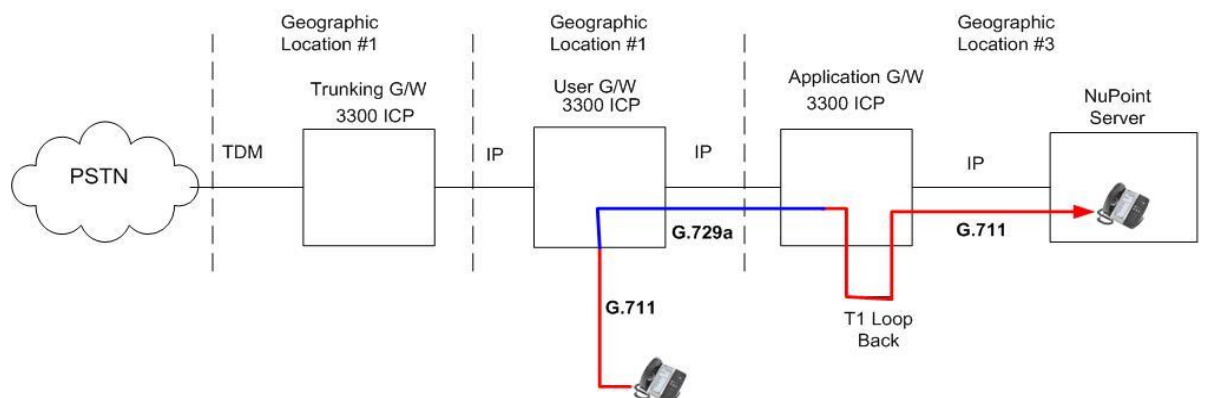 Geographic
Location #1
Geographic
Location #1
Geographic
Location #3
Trunking G/W
3300 ICP
User G/W
3300 ICP
Application G/W
3300 ICP
NuPoint
Server
PSTN
TDM
IP
IP
IP
G.729a
G.711
G.711
T1 Loop
Back